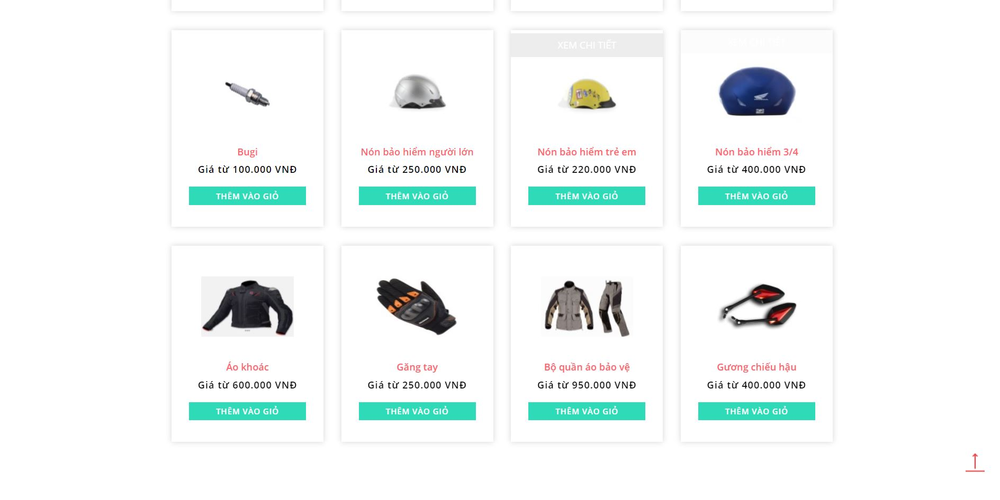 XEM CHI TIẾT
XEM CHI TIẾT
Bugi
Giá từ 100.000 VNĐ
THÊM VÀO GIỎ
Nón bảo hiểm người lớn
Giá từ 250.000 VNĐ
THÊM VÀO GIỎ
Nón bảo hiểm trẻ em
Giá từ 220.000 VNĐ
THÊM VÀO GIỎ
Nón bảo hiểm 3/4
Giá từ 400.000 VNĐ
THÊM VÀO GIỎ
Áo khoác
Giá từ 600.000 VNĐ
THÊM VÀO GIỎ
Găng tay
Giá từ 250.000 VNĐ
THÊM VÀO GIỎ
Bộ quần áo bảo vệ
Giá từ 950.000 VNĐ
THÊM VÀO GIỎ
Gương chiếu hậu
Giá từ 400.000 VNĐ
THÊM VÀO GIỎ